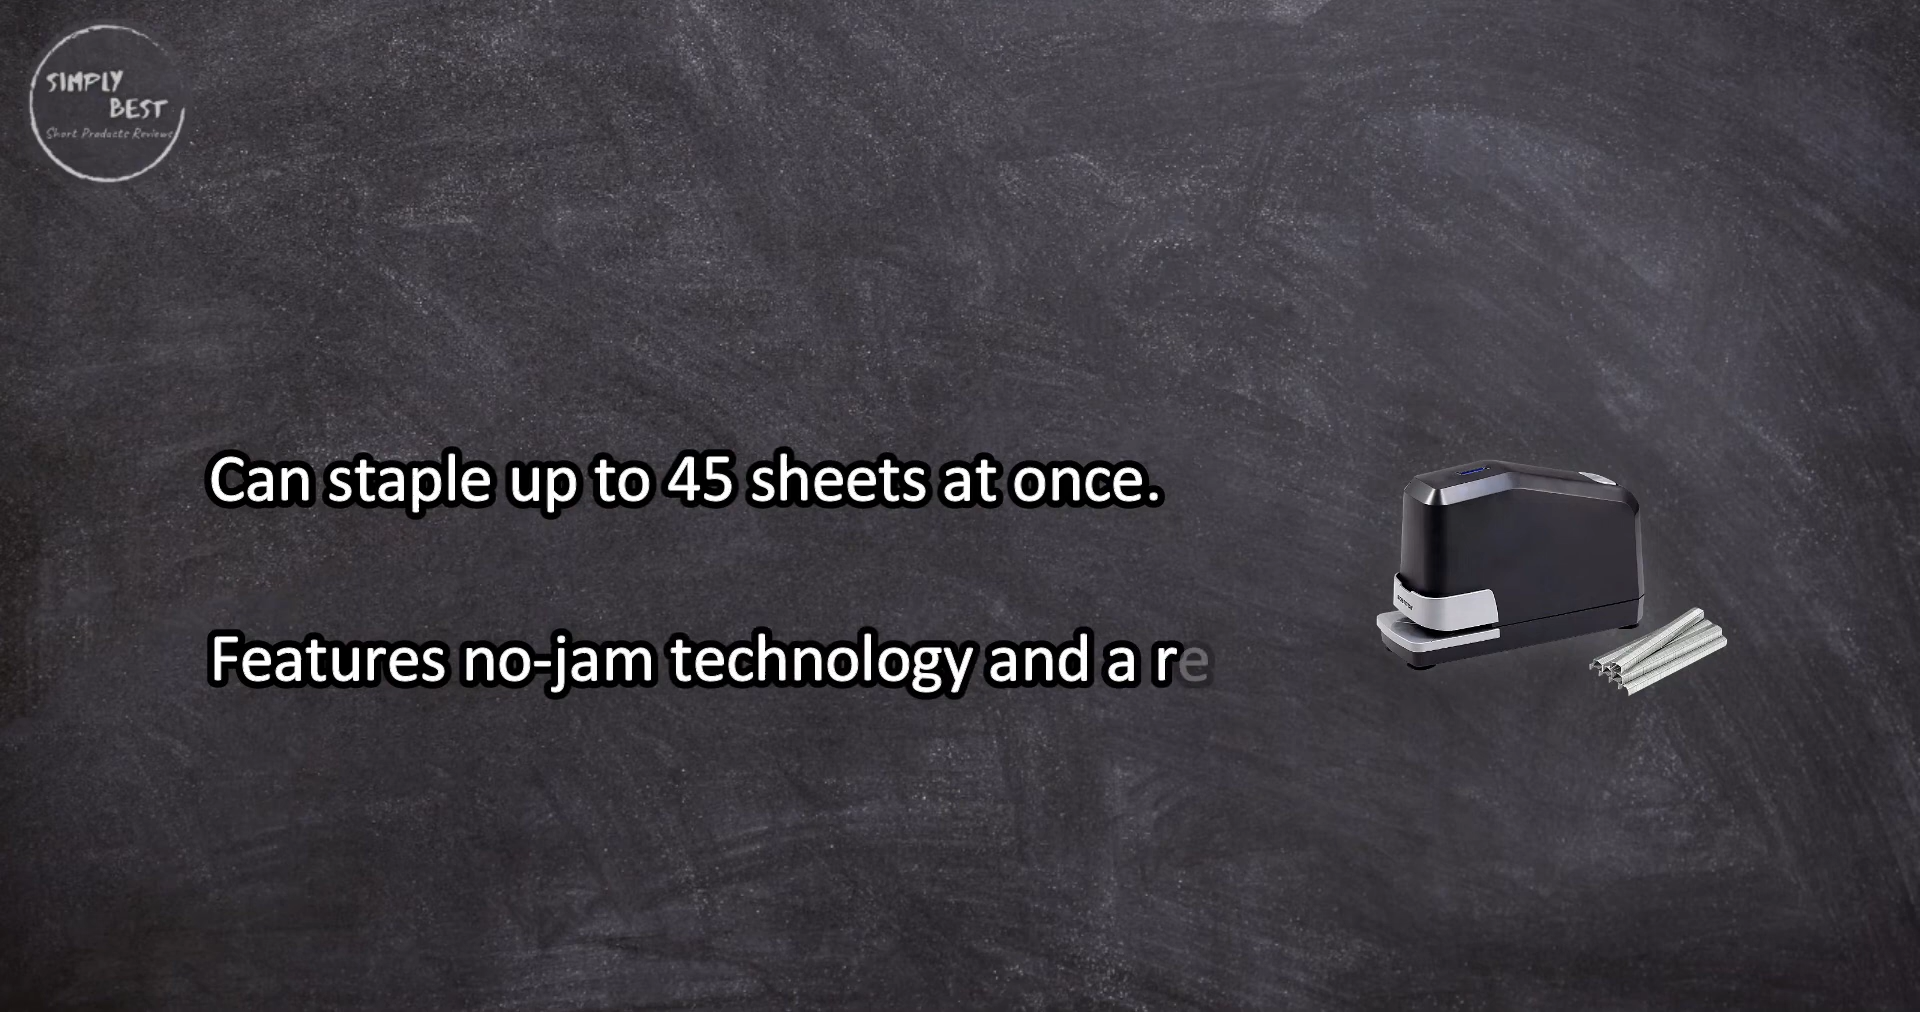 SIMPLY
BEST
Short Products Reviews
Can staple up to 45 sheets at once.
Features no-jam technology and a re